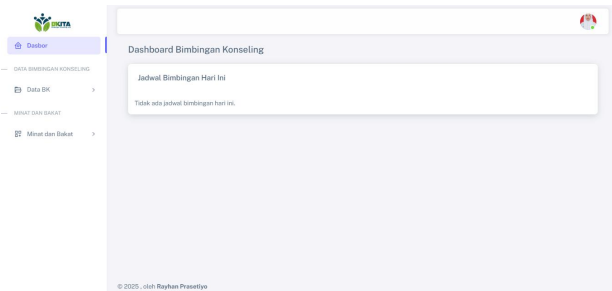 INCITA
Dasbor
DATA BIMBINGAN KONSELING
Data BK
MINAT DAN BAKAT
Minat dan Bakat
Dashboard Bimbingan Konseling
Jadwal Bimbingan Hari Ini
Tidak ada jadwal bimbingan hari ini.
© 2025 , oleh Rayhan Prasetiyo